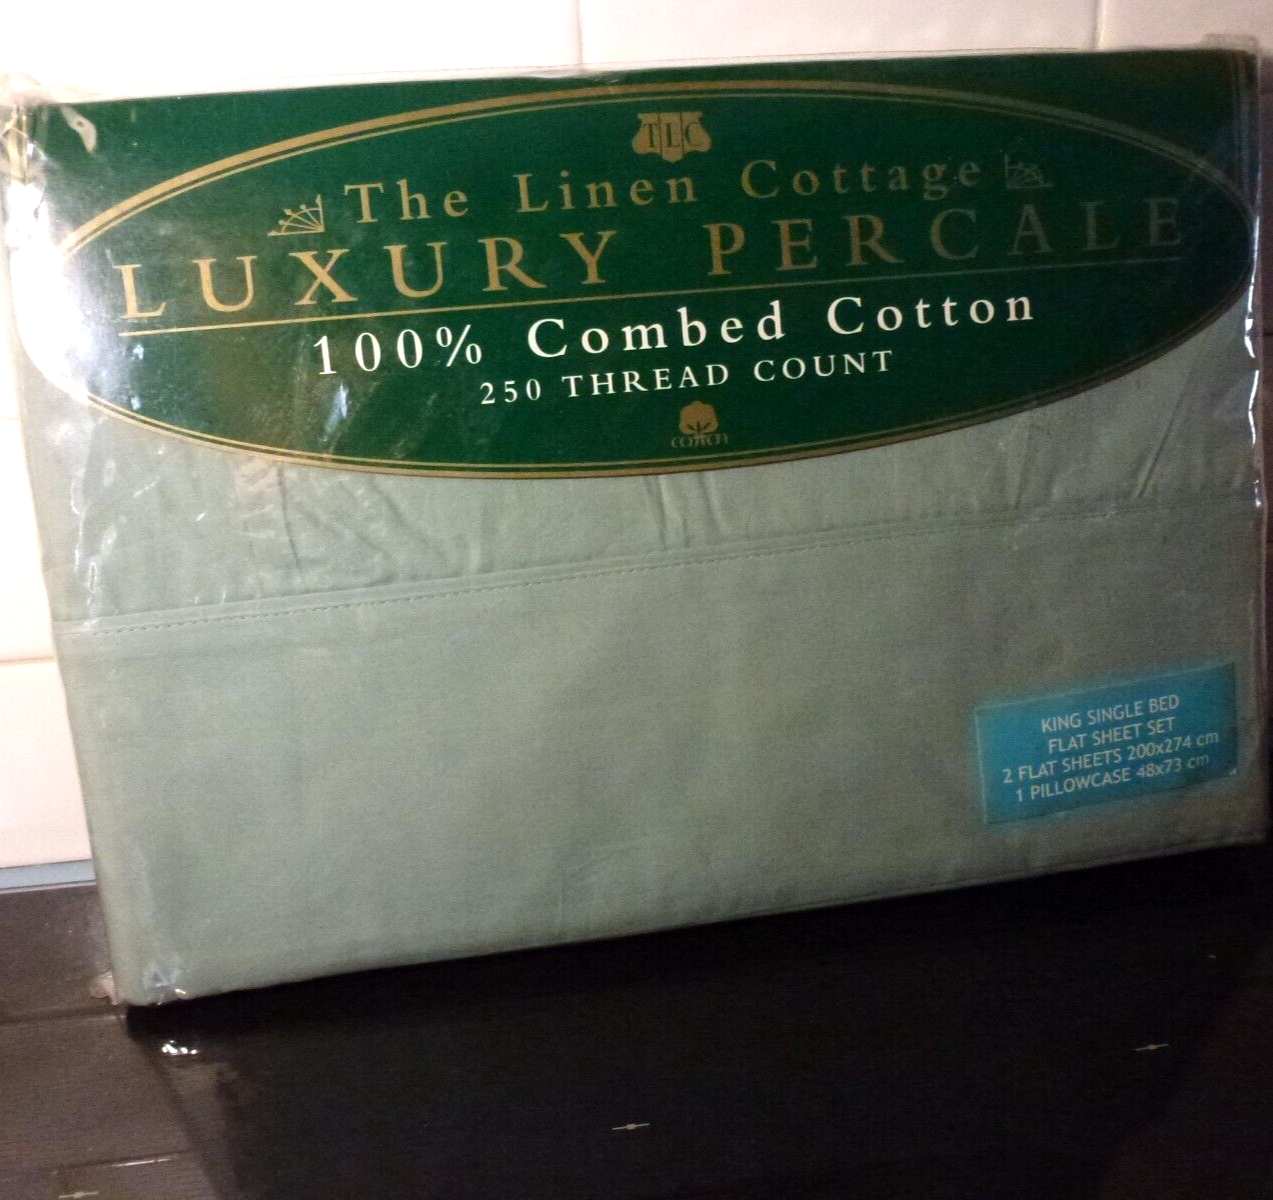 TLC
The Linen Cottage
LUXURY PERCALE
100% Combed Cotton
250 THREAD COUNT
COTTON
KING SINGLE BED
FLAT SHEET SET
2 FLAT SHEETS 200x274 cm
1 PILLOWCASE 48x73 cm